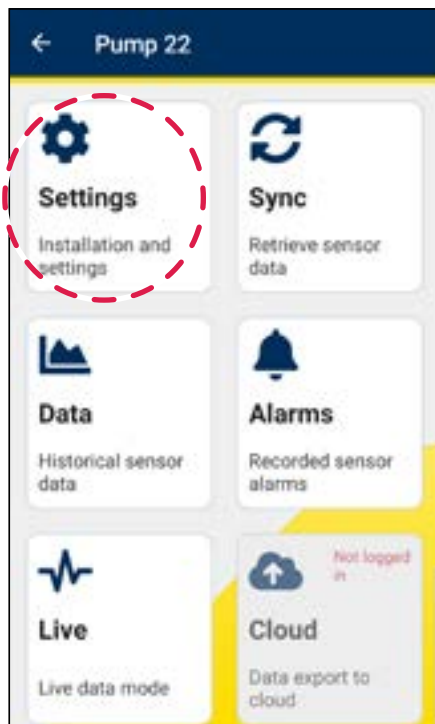 Pump 22
Settings
Installation and
settings
Sync
Retrieve sensor
data
Data
Historical sensor
data
Alarms
Recorded sensor
alarms
Live
Live data mode
Not logged
in
Cloud
Data export to
cloud